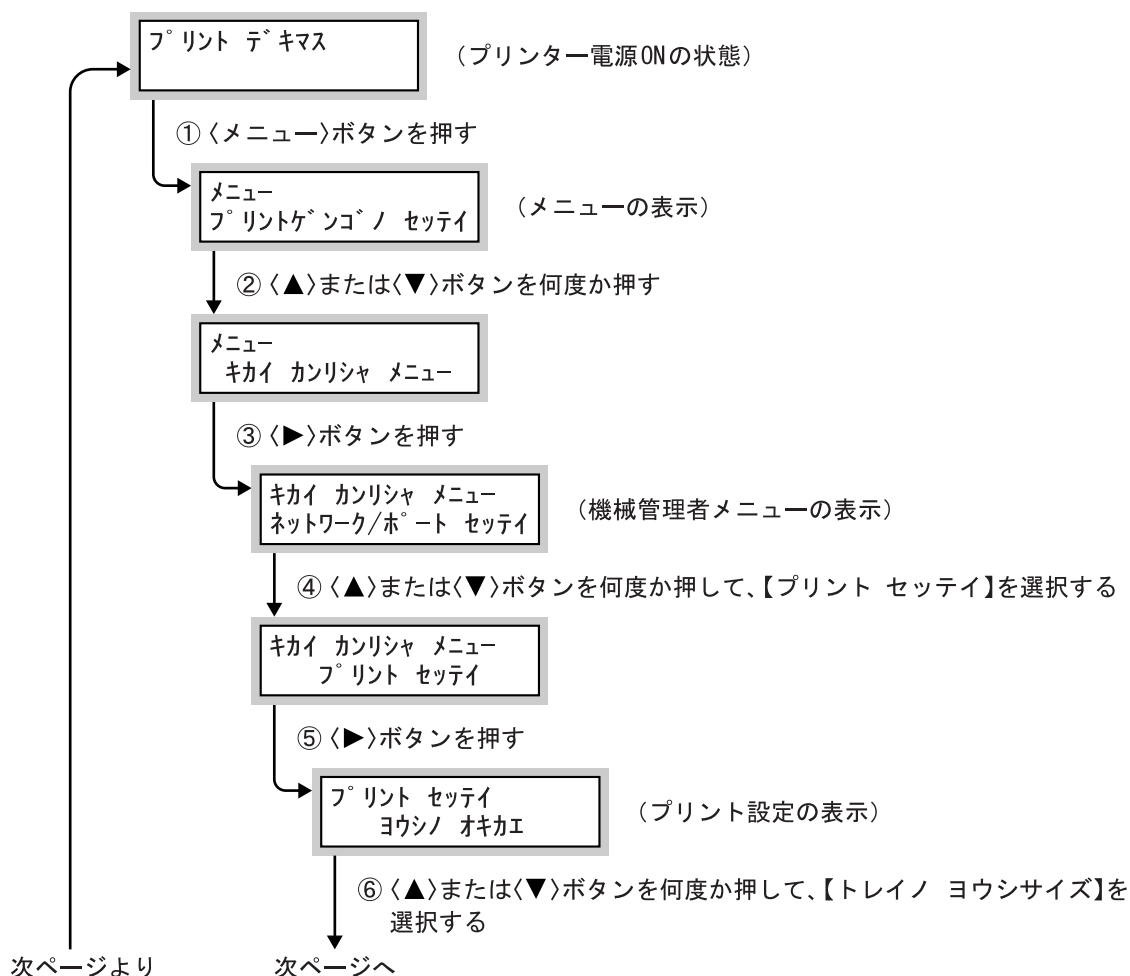 プリント デキマス
（プリンター電源ONの状態）
①〈メニュー〉ボタンを押す
メニュー
プリントゲンゴノ セッテイ
（メニューの表示）
②〈▲〉または〈▼〉ボタンを何度か押す
メニュー
キカイ カンリシャ メニュー
③〈▶〉ボタンを押す
キカイ カンリシャ メニュー
ネットワーク/ポート セッテイ
（機械管理者メニューの表示）
④〈▲〉または〈▼〉ボタンを何度か押して、【プリント セッテイ】を選択する
キカイ カンリシャ メニュー
プリント セッテイ
⑤〈▶〉ボタンを押す
プリント セッテイ
ヨウシノ オキカエ
（プリント設定の表示）
⑥〈▲〉または〈▼〉ボタンを何度か押して、【トレイノ ヨウシサイズ】を
選択する
次ページより
次ページへ